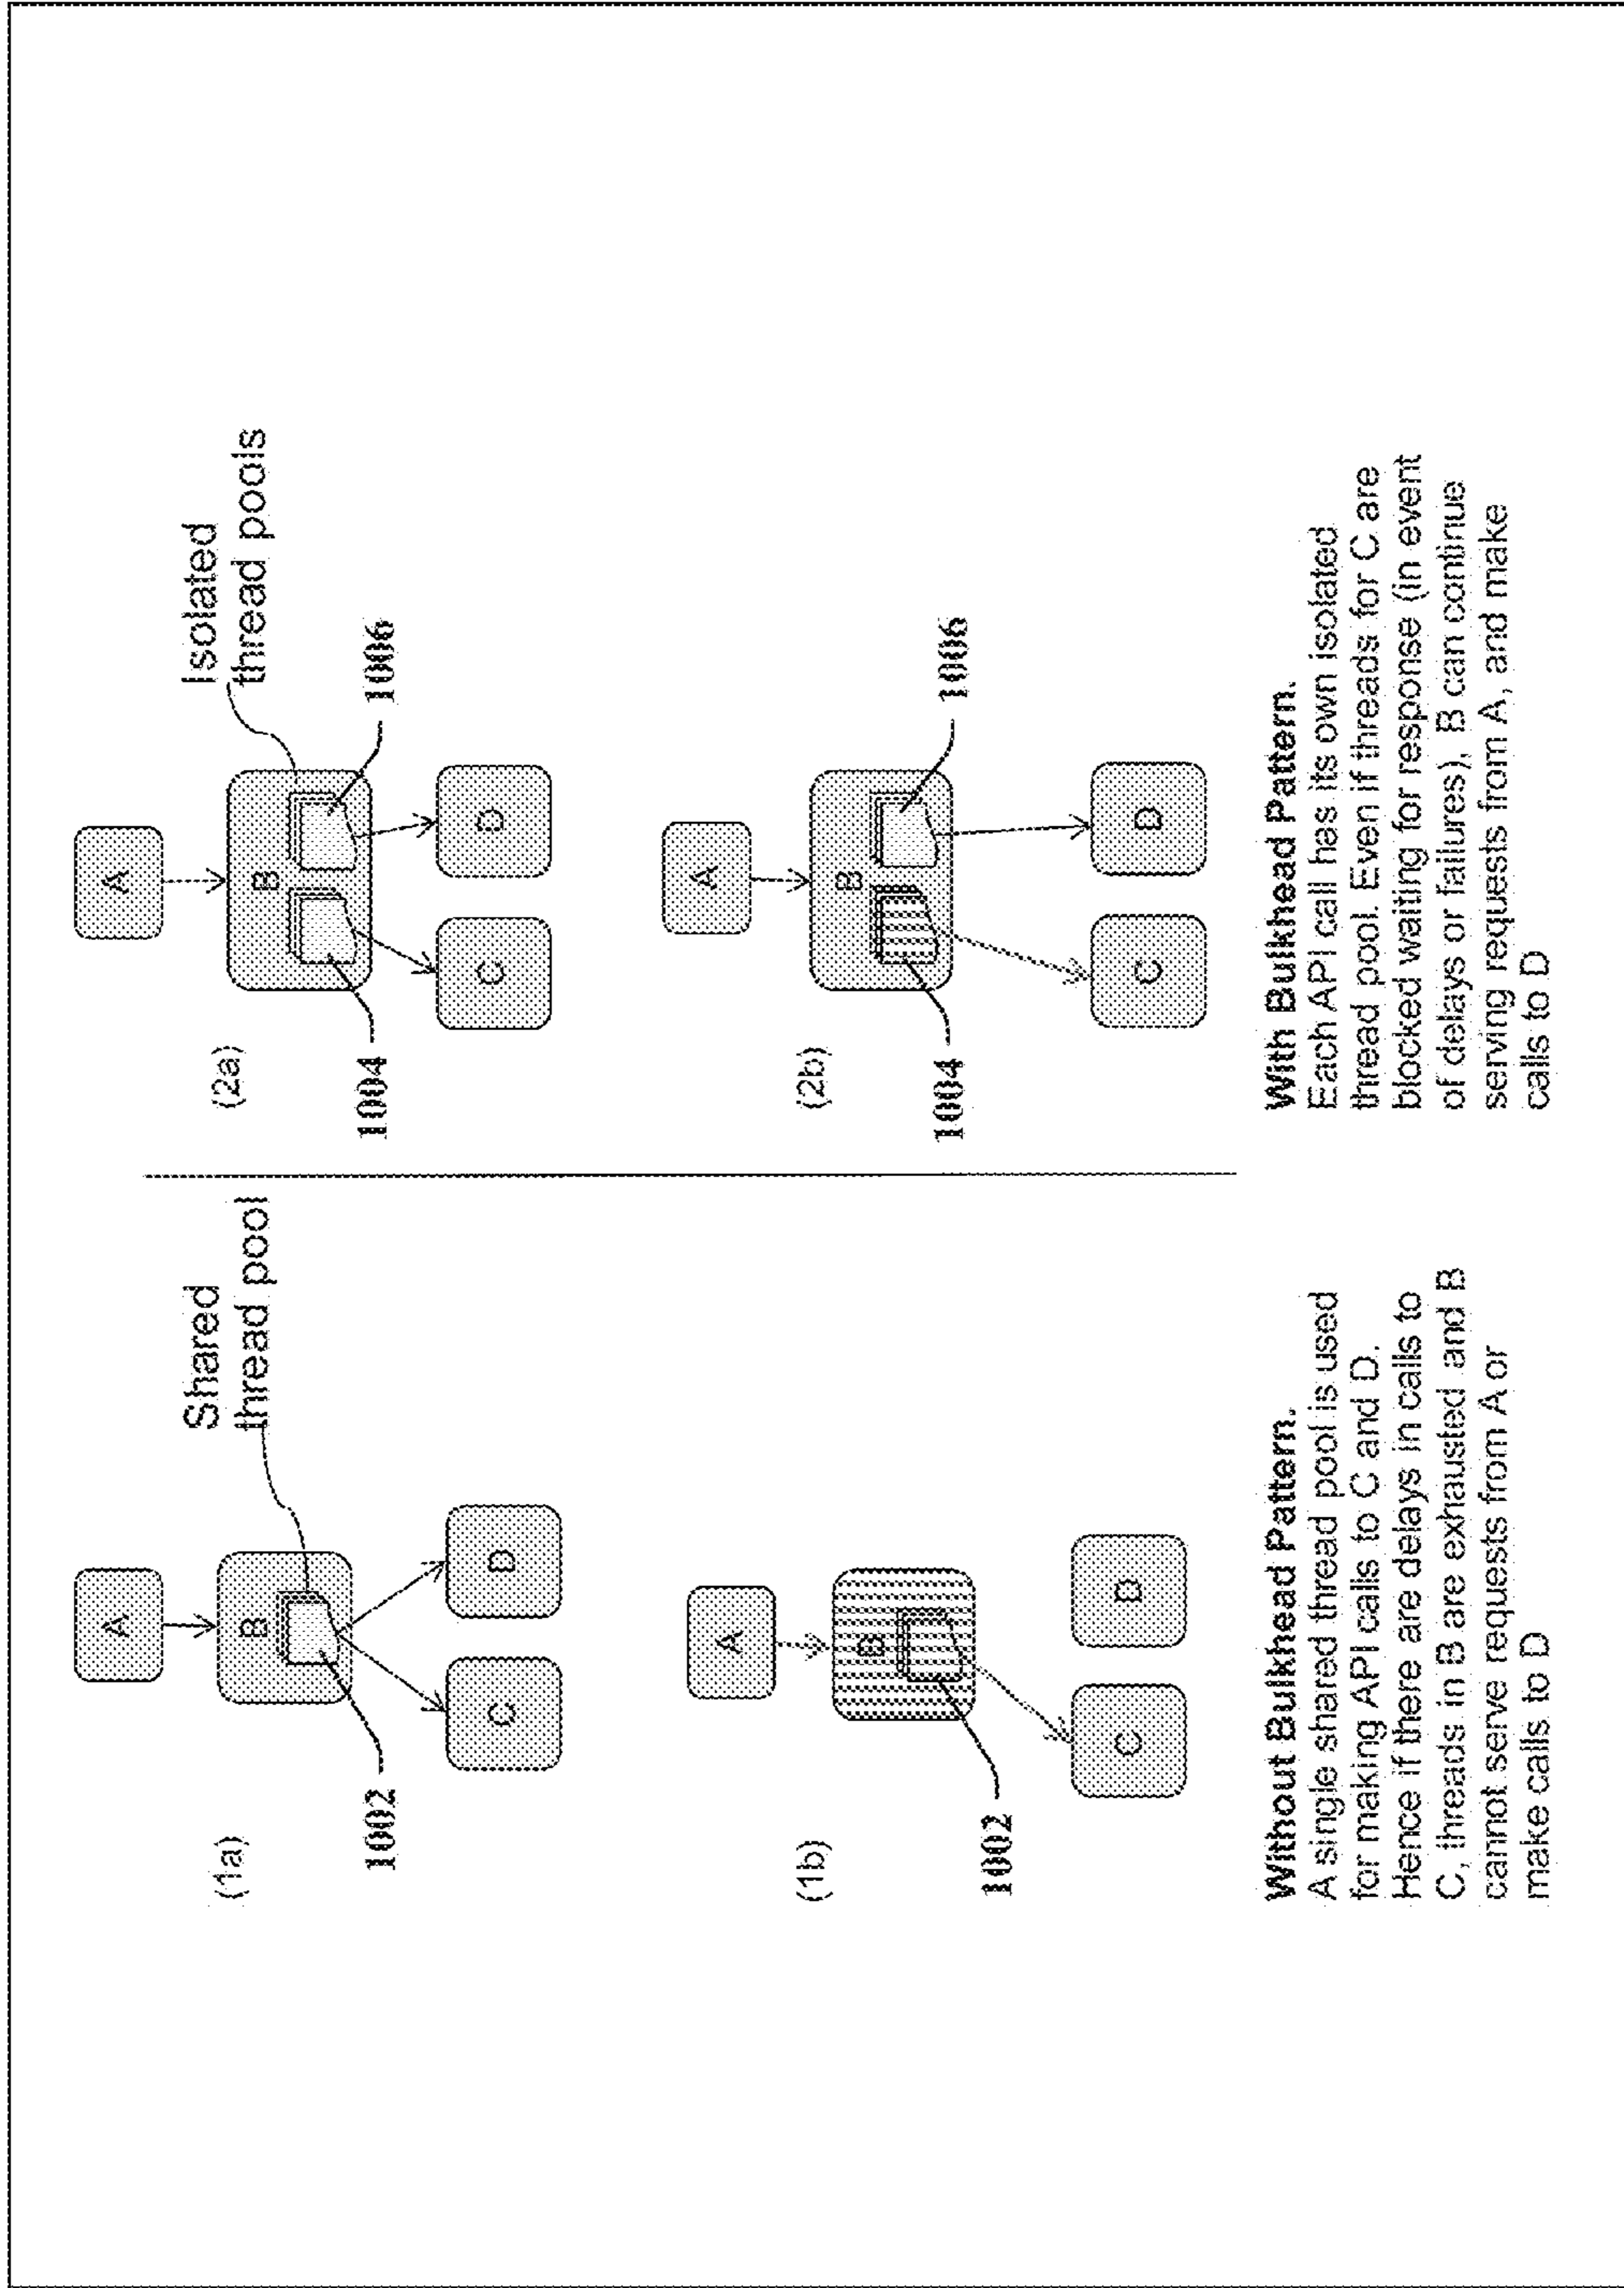 (1a)
A
Shared
thread pool
B
1002
C
D
(1b)
A
B
1002
C
D
Without Bulkhead Pattern.
A single shared thread pool is used
for making API calls to C and D.
Hence if there are delays in calls to
C, threads in B are exhausted and B
cannot serve requests from A or
make calls to D
(2a)
A
Isolated
thread pools
B
1004
1006
C
D
(2b)
A
B
1004
1006
C
D
With Bulkhead Pattern.
Each API call has its own isolated
thread pool. Even if threads for C are
blocked waiting for response (in event
of delays or failures), B can continue
serving requests from A, and make
calls to D